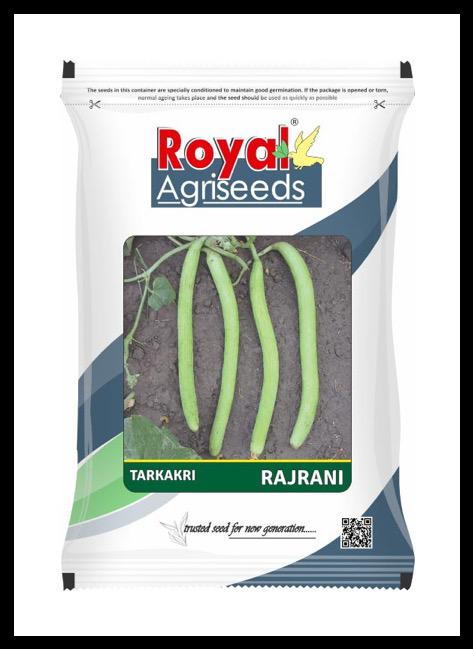 The seeds in this container are specially conditioned to maintain good germination. If the package is opened or torn,
normal ageing takes place and the seed should be used as quickly as possible
Royal®
Agriseeds
TARKAKRI
RAJRANI
trusted seed for new generation......